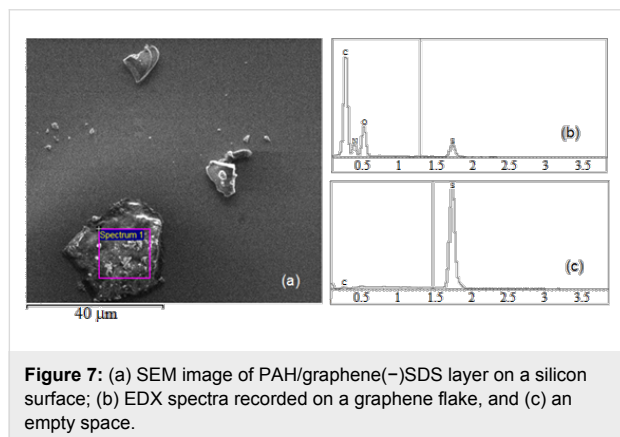 C
O
(b)
0.5 1 1.5 2 2.5 3 3.5
Spectrum 1
(a)
40 μm
C
(c)
0.5 1 1.5 2 2.5 3 3.5
Figure 7: (a) SEM image of PAH/graphene(−)SDS layer on a silicon
surface; (b) EDX spectra recorded on a graphene flake, and (c) an
empty space.